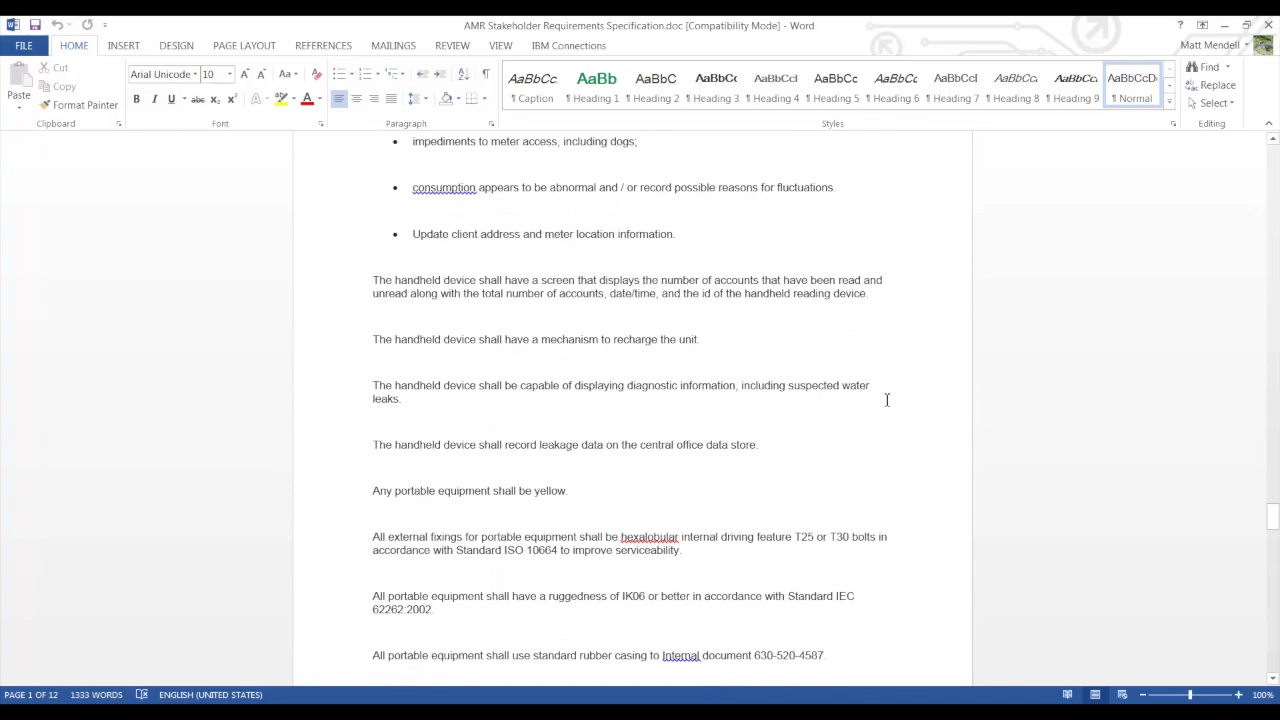 AMR Stakeholder Requirements Specification.doc [Compatibility Mode] - Word
FILE HOME INSERT DESIGN PAGE LAYOUT REFERENCES MAILINGS REVIEW VIEW IBM Connections
Matt Mendell
Paste
Cut
Copy
Format Painter
Arial Unicode 10
Aa
B I U abc x₂ x² A A
AaBbCc AaBb AaBbC AaBbCc AaBbCcI AaBbCc AaBbCc AaBbCcI AaBbCc AaBbCc AaBbCcD
Caption ¶ Heading 1 ¶ Heading 2 ¶ Heading 3 ¶ Heading 4 ¶ Heading 5 ¶ Heading 6 ¶ Heading 7 ¶ Heading 8 ¶ Heading 9 ¶ Normal
Find
Replace
Select
Clipboard Font Paragraph Styles Editing
• impediments to meter access, including dogs;
• consumption appears to be abnormal and / or record possible reasons for fluctuations.
• Update client address and meter location information.
The handheld device shall have a screen that displays the number of accounts that have been read and
unread along with the total number of accounts, date/time, and the id of the handheld reading device.
The handheld device shall have a mechanism to recharge the unit.
The handheld device shall be capable of displaying diagnostic information, including suspected water
leaks.
The handheld device shall record leakage data on the central office data store.
Any portable equipment shall be yellow.
All external fixings for portable equipment shall be hexalobular internal driving feature T25 or T30 bolts in
accordance with Standard ISO 10664 to improve serviceability.
All portable equipment shall have a ruggedness of IK06 or better in accordance with Standard IEC
62262:2002.
All portable equipment shall use standard rubber casing to Internal document 630-520-4587.
PAGE 1 OF 12 1333 WORDS ENGLISH (UNITED STATES) 100%